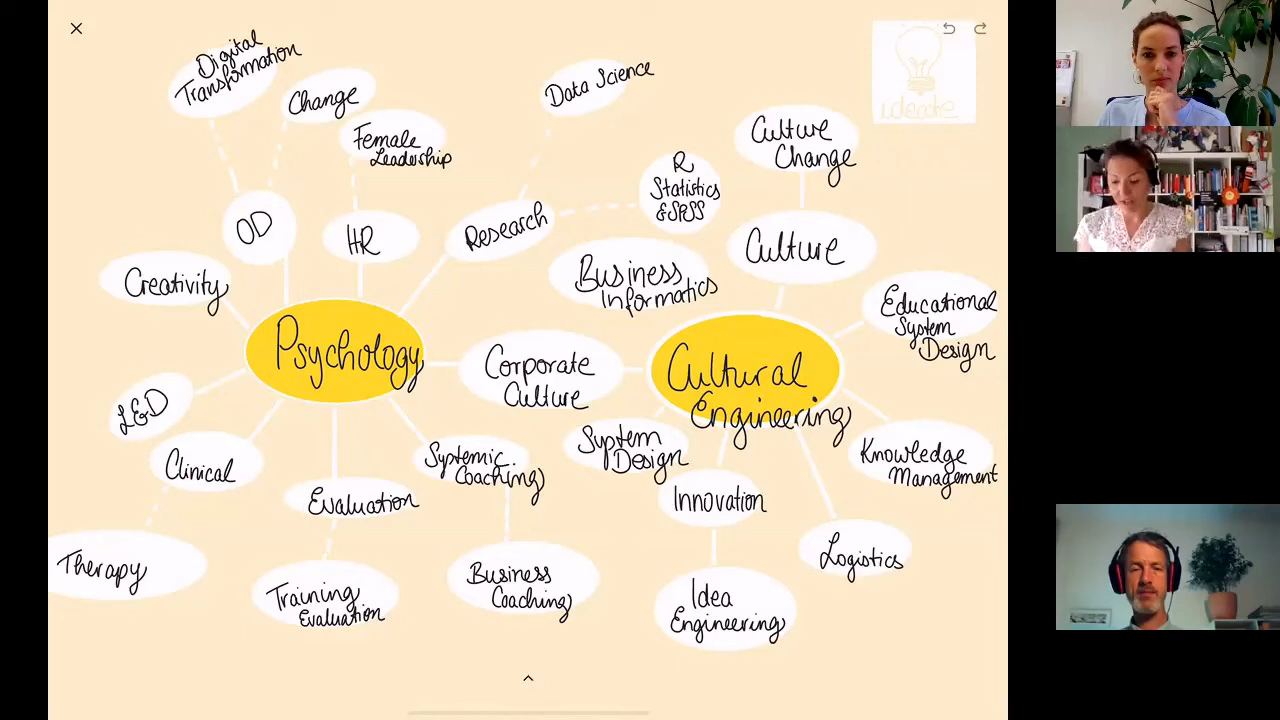 Digital
Transformation
Change
Female
Leadership
Data Science
ideate
Culture
Change
R
Statistics
& SPSS
OD
HR
Research
Culture
Creativity
Business
Informatics
Educational
System
Design
Psychology
Corporate
Culture
Cultural
Engineering
L&D
Clinical
Systemic
Coaching
System
Design
Knowledge
Management
Evaluation
Innovation
Therapy
Training
Evaluation
Business
Coaching
Idea
Engineering
Logistics